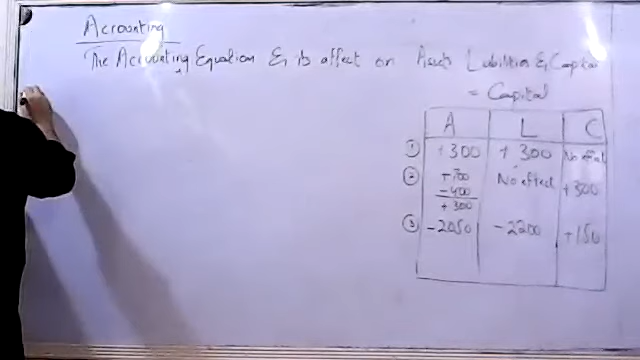 Accounting
The Accounting Equation & its affect on Assets Liabilities & Capital
= Capital
A L C
① +300 +300 No effect
② +700 No effect +300
-400
+300
③ -2050 -2200 +150